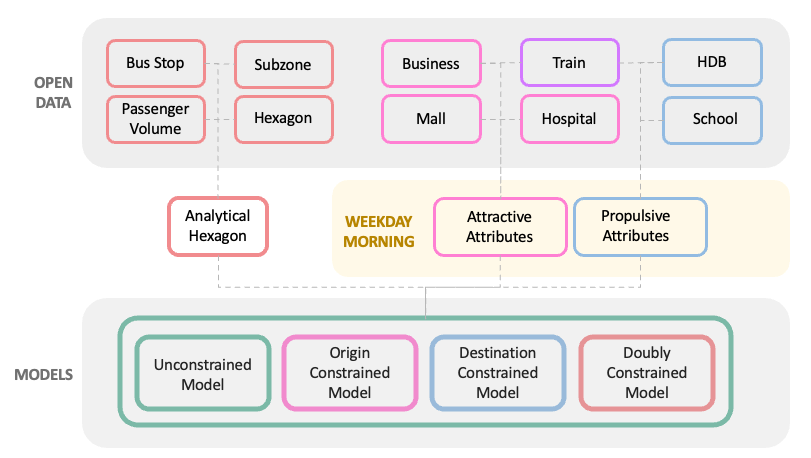 OPEN
DATA
Bus Stop
Subzone
Business
Train
HDB
Passenger
Volume
Hexagon
Mall
Hospital
School
Analytical
Hexagon
WEEKDAY
MORNING
Attractive
Attributes
Propulsive
Attributes
MODELS
Unconstrained
Model
Origin
Constrained
Model
Destination
Constrained
Model
Doubly
Constrained
Model